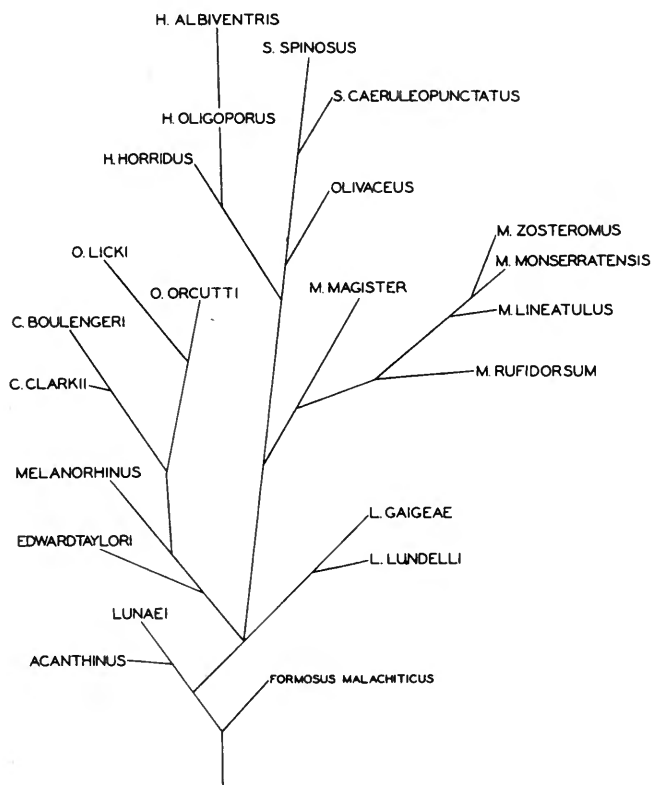 H. ALBIVENTRIS
S. SPINOSUS
S. CAERULEOPUNCTATUS
H. OLIGOPORUS
H. HORRIDUS
OLIVACEUS
M. ZOSTEROMUS
O. LICKI
M. MONSERRATENSIS
M. MAGISTER
O. ORCUTTI
M. LINEATULUS
C. BOULENGERI
M. RUFIDORSUM
C. CLARKII
MELANORHINUS
L. GAIGEAE
EDWARDTAYLORI
L. LUNDELLI
LUNAEI
ACANTHINUS
FORMOSUS MALACHITICUS